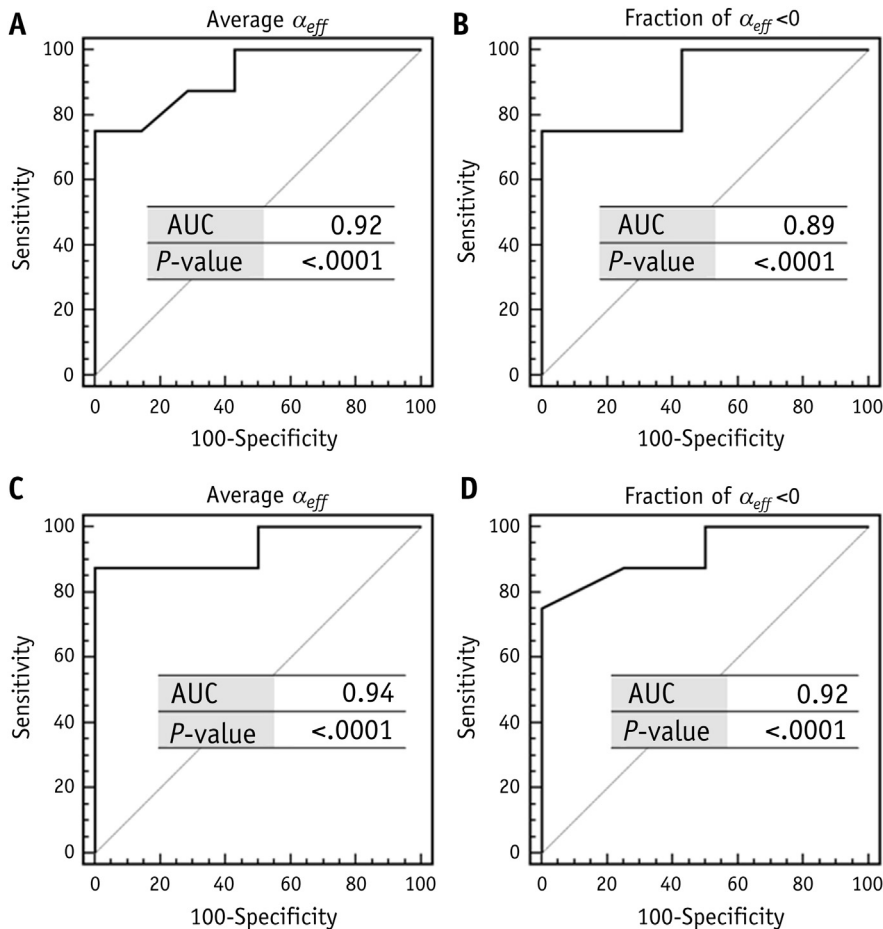 A
Average αeff
100
80
60
40
20
0
Sensitivity
AUC 0.92
P-value <.0001
0 20 40 60 80 100
100-Specificity
B
Fraction of αeff<0
100
80
60
40
20
0
Sensitivity
AUC 0.89
P-value <.0001
0 20 40 60 80 100
100-Specificity
C
Average αeff
100
80
60
40
20
0
Sensitivity
AUC 0.94
P-value <.0001
0 20 40 60 80 100
100-Specificity
D
Fraction of αeff<0
100
80
60
40
20
0
Sensitivity
AUC 0.92
P-value <.0001
0 20 40 60 80 100
100-Specificity